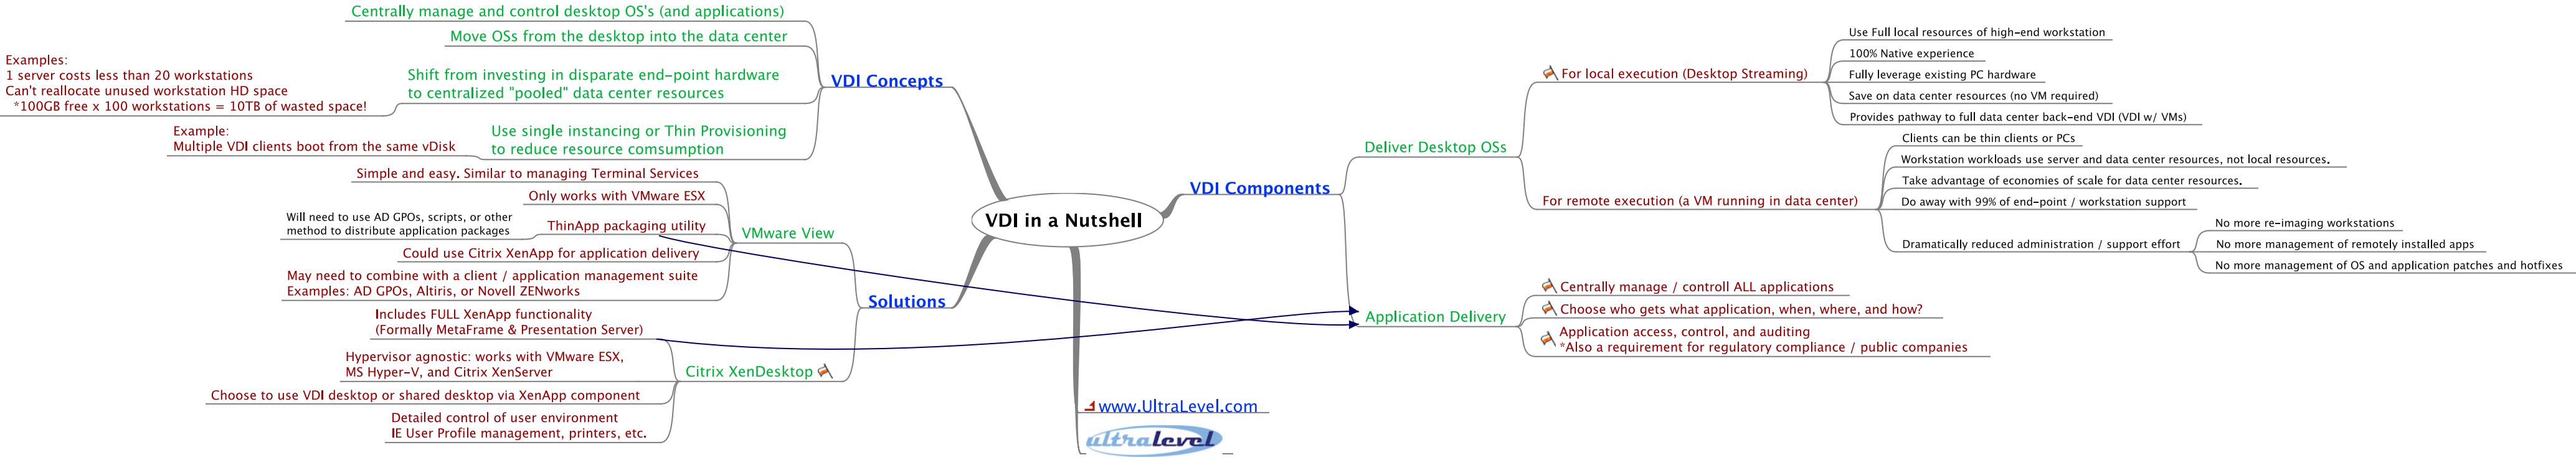 VDI in a Nutshell
VDI Concepts
Centrally manage and control desktop OS's (and applications)
Move OSs from the desktop into the data center
Shift from investing in disparate end-point hardware
to centralized "pooled" data center resources
Examples:
1 server costs less than 20 workstations
Can't reallocate unused workstation HD space
*100GB free x 100 workstations = 10TB of wasted space!
Use single instancing or Thin Provisioning
to reduce resource comsumption
Example:
Multiple VDI clients boot from the same vDisk
Solutions
VMware View
Simple and easy. Similar to managing Terminal Services
Only works with VMware ESX
ThinApp packaging utility
Will need to use AD GPOs, scripts, or other
method to distribute application packages
Could use Citrix XenApp for application delivery
May need to combine with a client / application management suite
Examples: AD GPOs, Altiris, or Novell ZENworks
Citrix XenDesktop
Includes FULL XenApp functionality
(Formally MetaFrame & Presentation Server)
Hypervisor agnostic: works with VMware ESX,
MS Hyper-V, and Citrix XenServer
Choose to use VDI desktop or shared desktop via XenApp component
Detailed control of user environment
IE User Profile management, printers, etc.
VDI Components
Deliver Desktop OSs
For local execution (Desktop Streaming)
Use Full local resources of high-end workstation
100% Native experience
Fully leverage existing PC hardware
Save on data center resources (no VM required)
Provides pathway to full data center back-end VDI (VDI w/ VMs)
For remote execution (a VM running in data center)
Clients can be thin clients or PCs
Workstation workloads use server and data center resources, not local resources.
Take advantage of economies of scale for data center resources.
Do away with 99% of end-point / workstation support
Dramatically reduced administration / support effort
No more re-imaging workstations
No more management of remotely installed apps
No more management of OS and application patches and hotfixes
Application Delivery
Centrally manage / controll ALL applications
Choose who gets what application, when, where, and how?
Application access, control, and auditing
*Also a requirement for regulatory compliance / public companies
www.UltraLevel.com
ultralevel